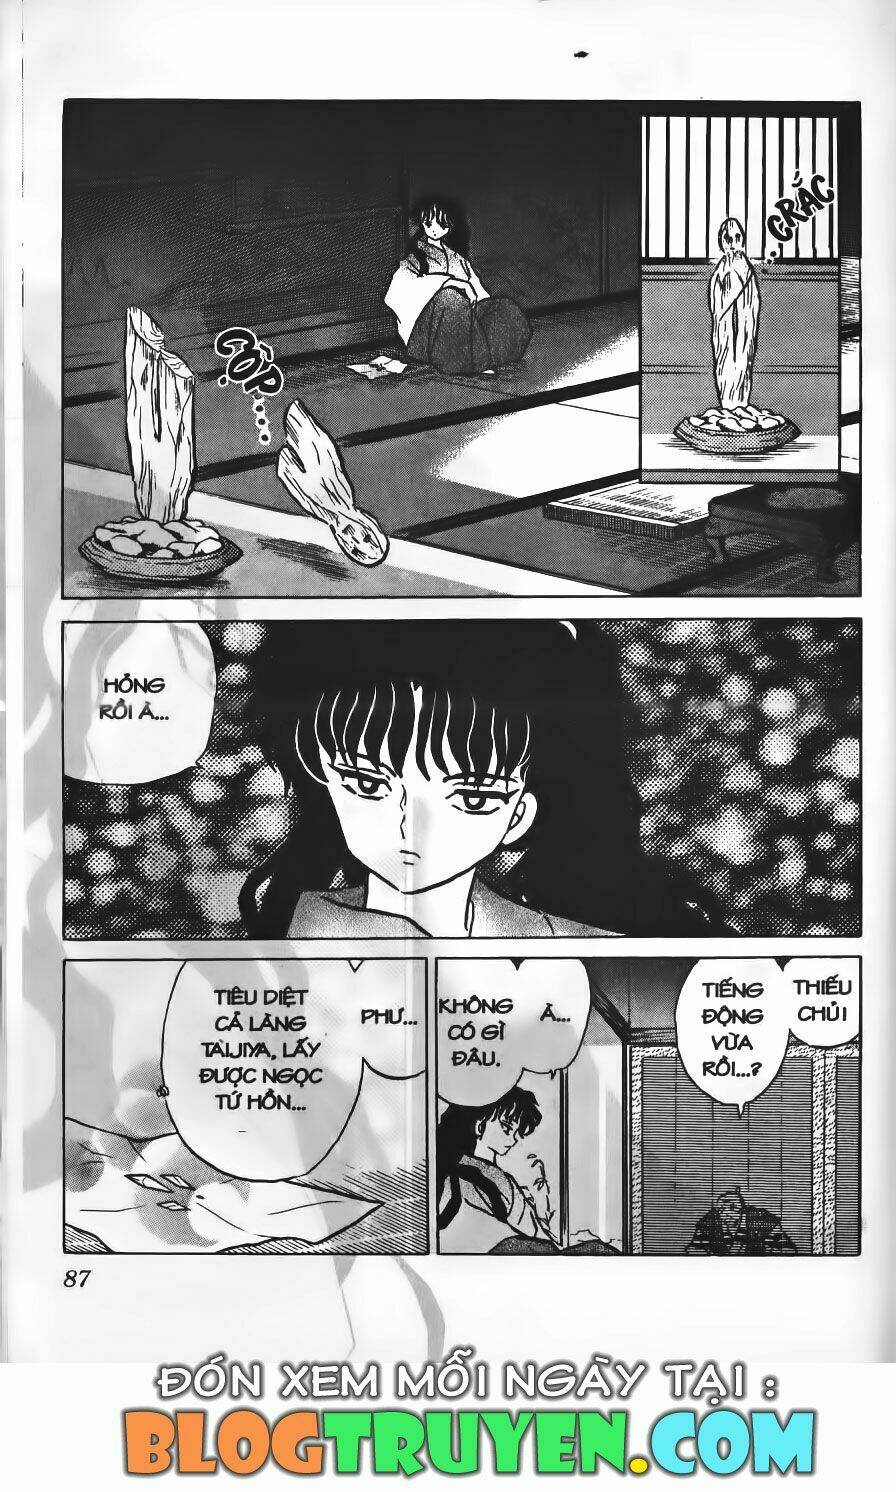 GRẮC
CỘP
HỎNG
RỒI À...
THIẾU
CHỦ!
TIẾNG
ĐỘNG
VỪA
RỒI...?
À...
KHÔNG
CÓ GÌ
ĐÂU.
PHƯ...
TIÊU DIỆT
CẢ LÀNG
TAIJIYA, LẤY
ĐƯỢC NGỌC
TỨ HỒN...
87
ĐÓN XEM MỖI NGÀY TẠI :
BLOGTRUYEN.COM